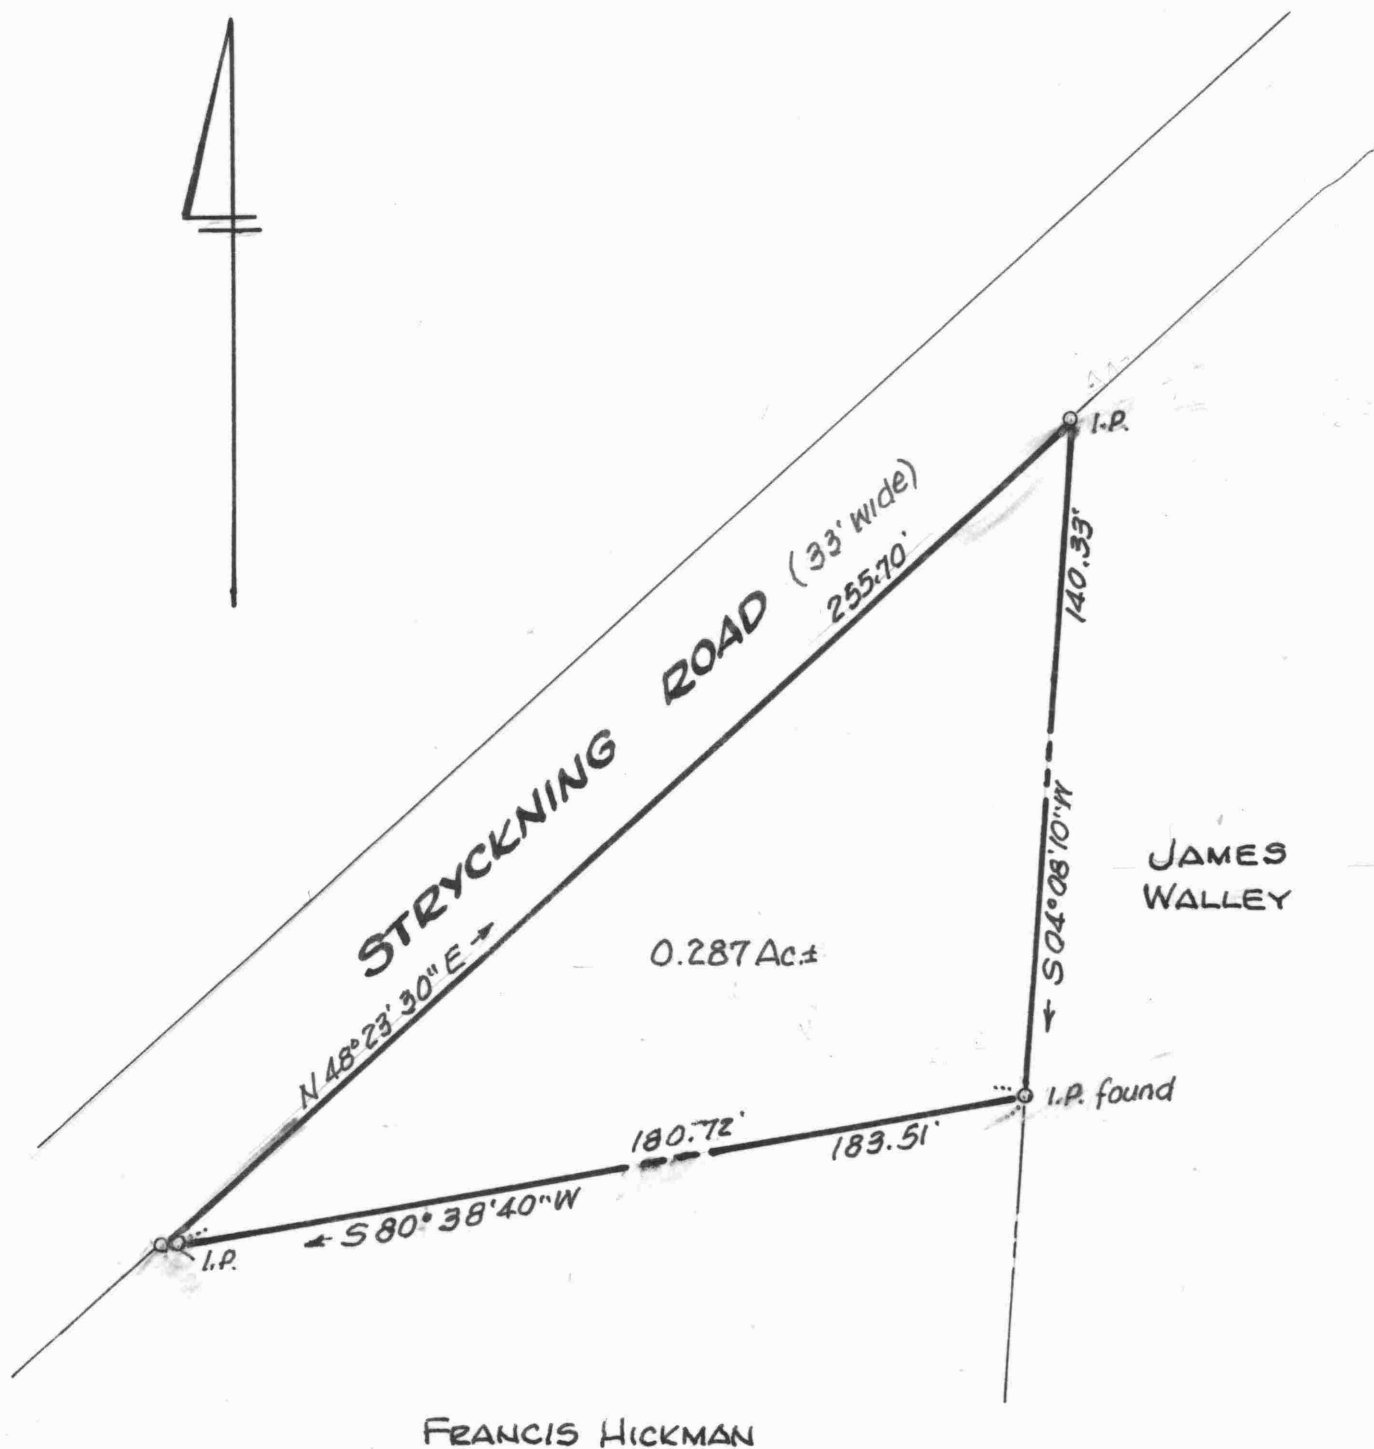 I.P.
STRYCKNING ROAD (33' WIDE)
255.70'
140.33'
N 48° 23' 30" E
S 04° 08' 10" W
JAMES
WALLEY
0.287 Ac.±
I.P. found
180.72'
183.51'
S 80° 38' 40" W
I.P.
FRANCIS HICKMAN